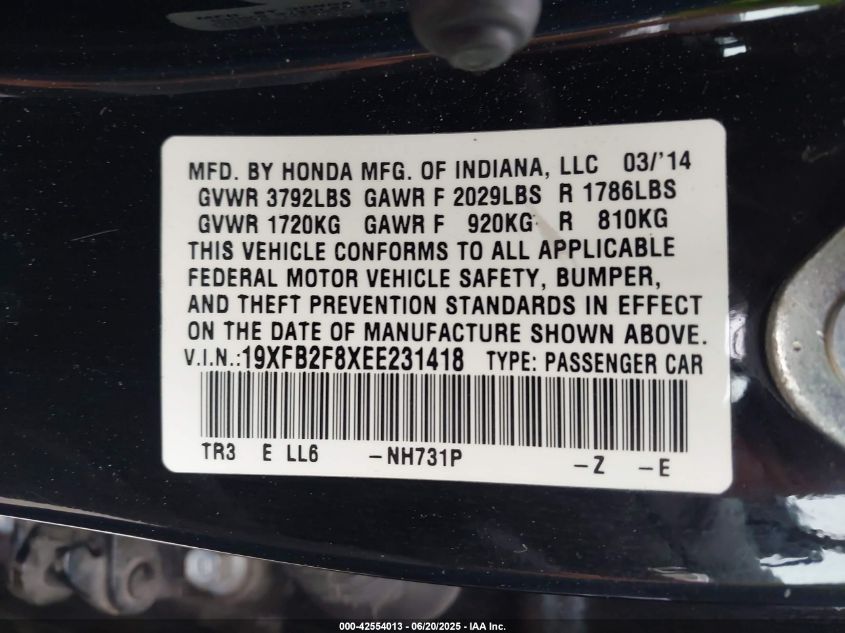 MFD. BY HONDA MFG. OF INDIANA, LLC 03/'14
GVWR 3792LBS GAWR F 2029LBS R 1786LBS
GVWR 1720KG GAWR F 920KG R 810KG
THIS VEHICLE CONFORMS TO ALL APPLICABLE
FEDERAL MOTOR VEHICLE SAFETY, BUMPER,
AND THEFT PREVENTION STANDARDS IN EFFECT
ON THE DATE OF MANUFACTURE SHOWN ABOVE.
V.I.N.:19XFB2F8XEE231418 TYPE: PASSENGER CAR
TR3 E LL6 -NH731P -Z -E
000-42554013 - 06/20/2025 - IAA Inc.